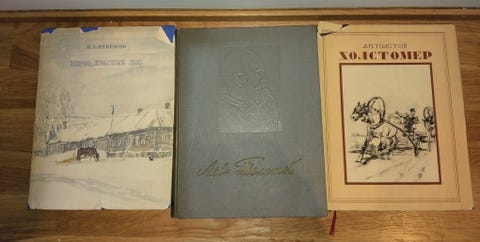 Н.А.НЕКРАСОВ
МОРОЗ, КРАСНЫЙ НОС
Лев Толстой
Л.Н.ТОЛСТОЙ
ХОЛСТОМЕР